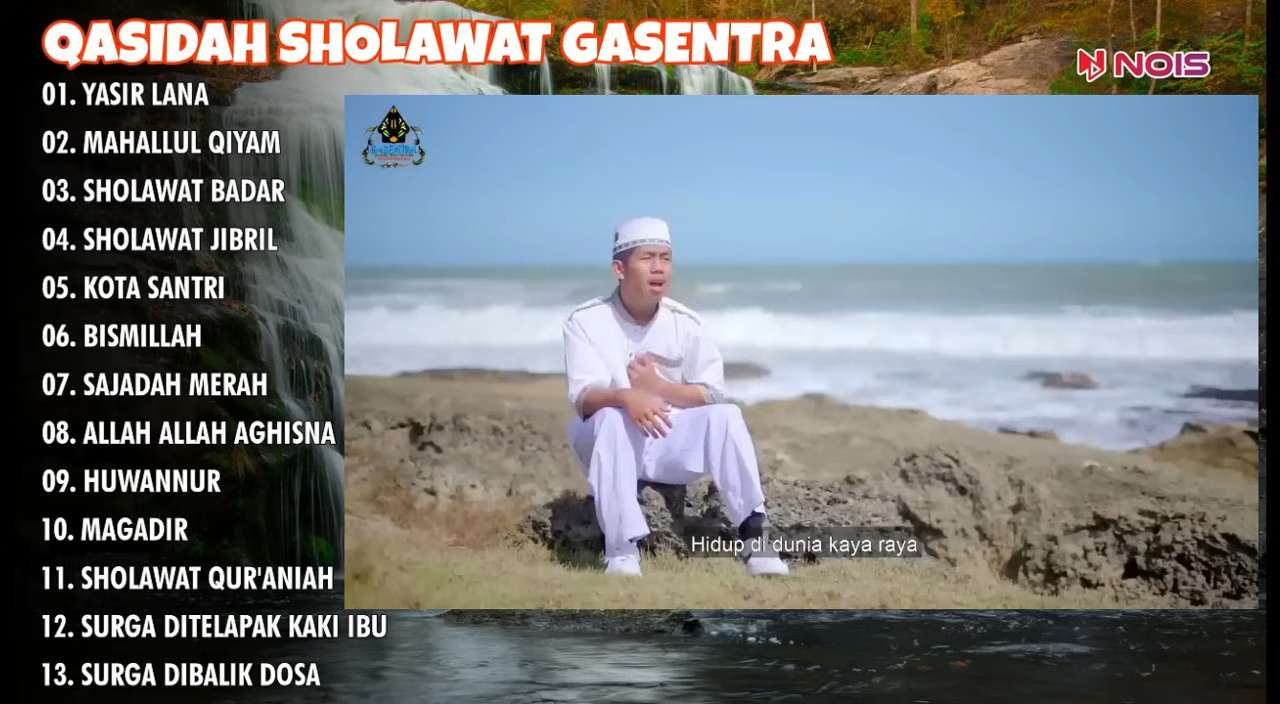 QASIDAH SHOLAWAT GASENTRA
NOIS
01. YASIR LANA
02. MAHALLUL QIYAM
03. SHOLAWAT BADAR
04. SHOLAWAT JIBRIL
05. KOTA SANTRI
06. BISMILLAH
07. SAJADAH MERAH
08. ALLAH ALLAH AGHISNA
09. HUWANNUR
10. MAGADIR
11. SHOLAWAT QUR'ANIAH
12. SURGA DITELAPAK KAKI IBU
13. SURGA DIBALIK DOSA
Hidup di dunia kaya raya